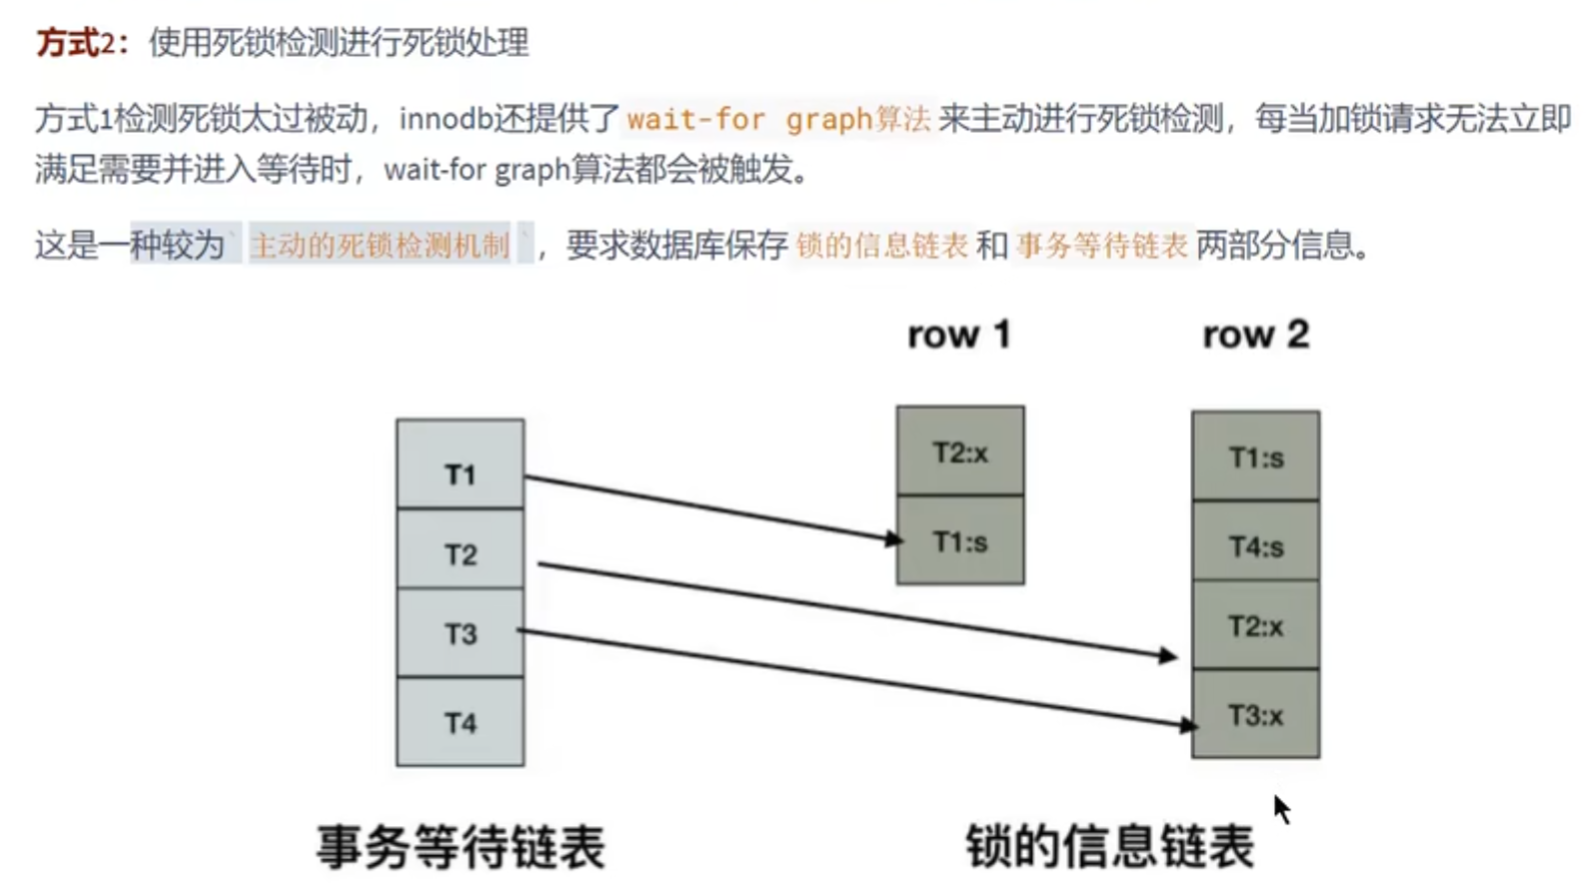 方式2：使用死锁检测进行死锁处理
方式1检测死锁太过被动，innodb还提供了 wait-for graph算法 来主动进行死锁检测，每当加锁请求无法立即
满足需要并进入等待时，wait-for graph算法都会被触发。
这是一种较为` 主动的死锁检测机制 `，要求数据库保存 锁的信息链表 和 事务等待链表 两部分信息。
row 1
row 2
T1
T2
T3
T4
T2:x
T1:s
T1:s
T4:s
T2:x
T3:x
事务等待链表
锁的信息链表